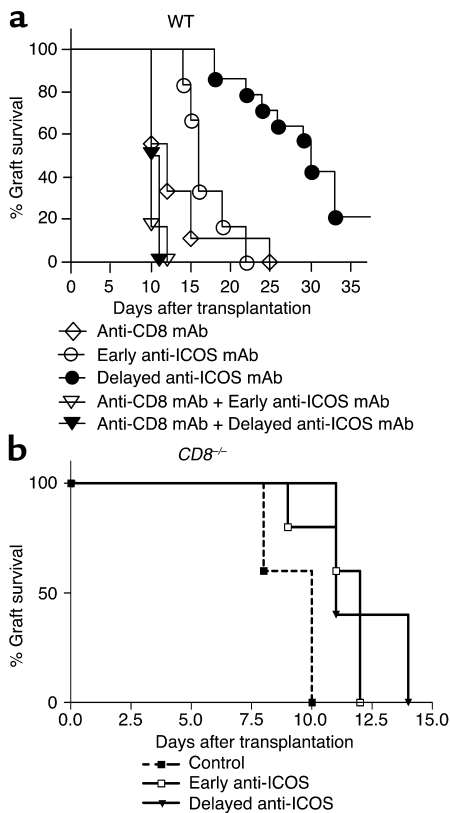 a
WT
100
80
60
40
20
0
% Graft survival
0 5 10 15 20 25 30 35
Days after transplantation
Anti-CD8 mAb
Early anti-ICOS mAb
Delayed anti-ICOS mAb
Anti-CD8 mAb + Early anti-ICOS mAb
Anti-CD8 mAb + Delayed anti-ICOS mAb
b
CD8–/–
100
50
0
% Graft survival
0.0 2.5 5.0 7.5 10.0 12.5 15.0
Days after transplantation
Control
Early anti-ICOS
Delayed anti-ICOS